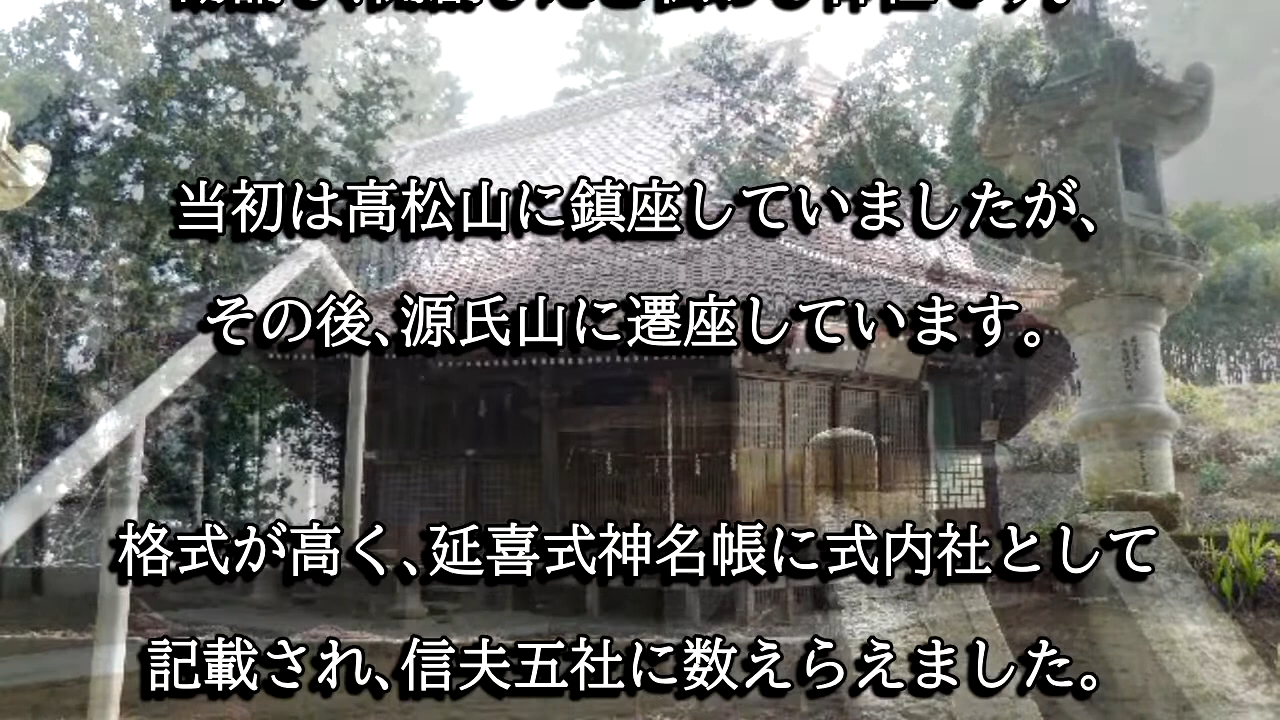 当初は高松山に鎮座していましたが、
その後、源氏山に遷座しています。
格式が高く、延喜式神名帳に式内社として
記載され、信夫五社に数えらえました。